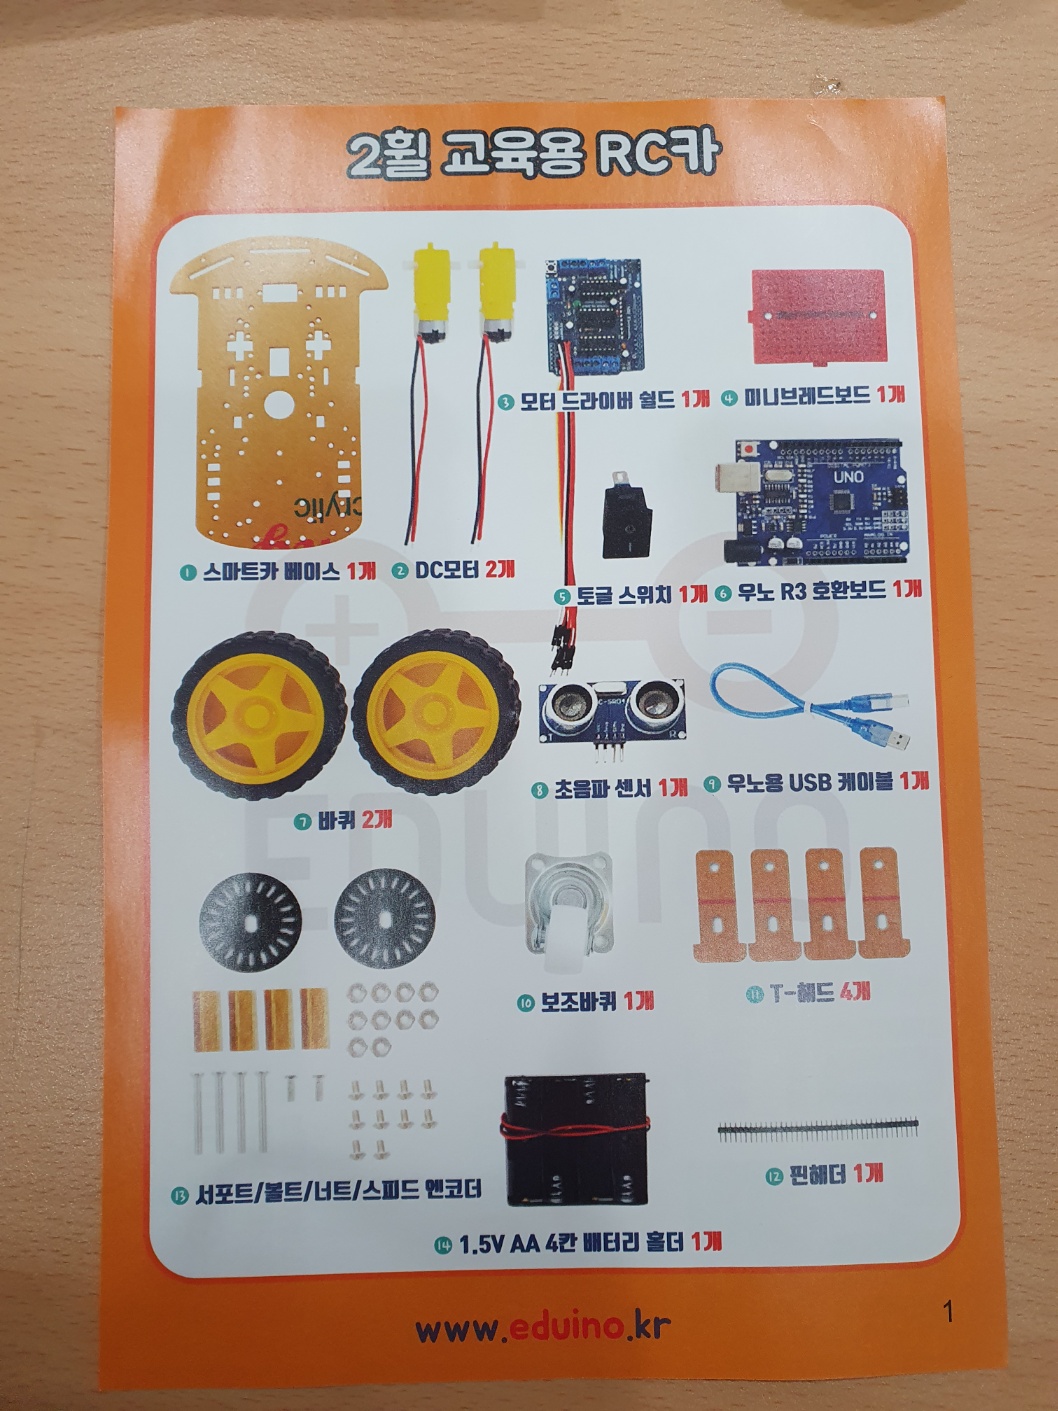 2휠 교육용 RC카
③ 모터 드라이버 쉴드 1개
④ 미니브레드보드 1개
UNO
① 스마트카 베이스 1개
② DC모터 2개
⑤ 토글 스위치 1개
⑥ 우노 R3 호환보드 1개
⑧ 초음파 센서 1개
⑨ 우노용 USB 케이블 1개
⑦ 바퀴 2개
EDUINO
⑩ 보조바퀴 1개
⑪ T-헤드 4개
⑫ 핀헤더 1개
⑬ 서포트/볼트/너트/스피드 엔코더
⑭ 1.5V AA 4칸 배터리 홀더 1개
www.eduino.kr
1